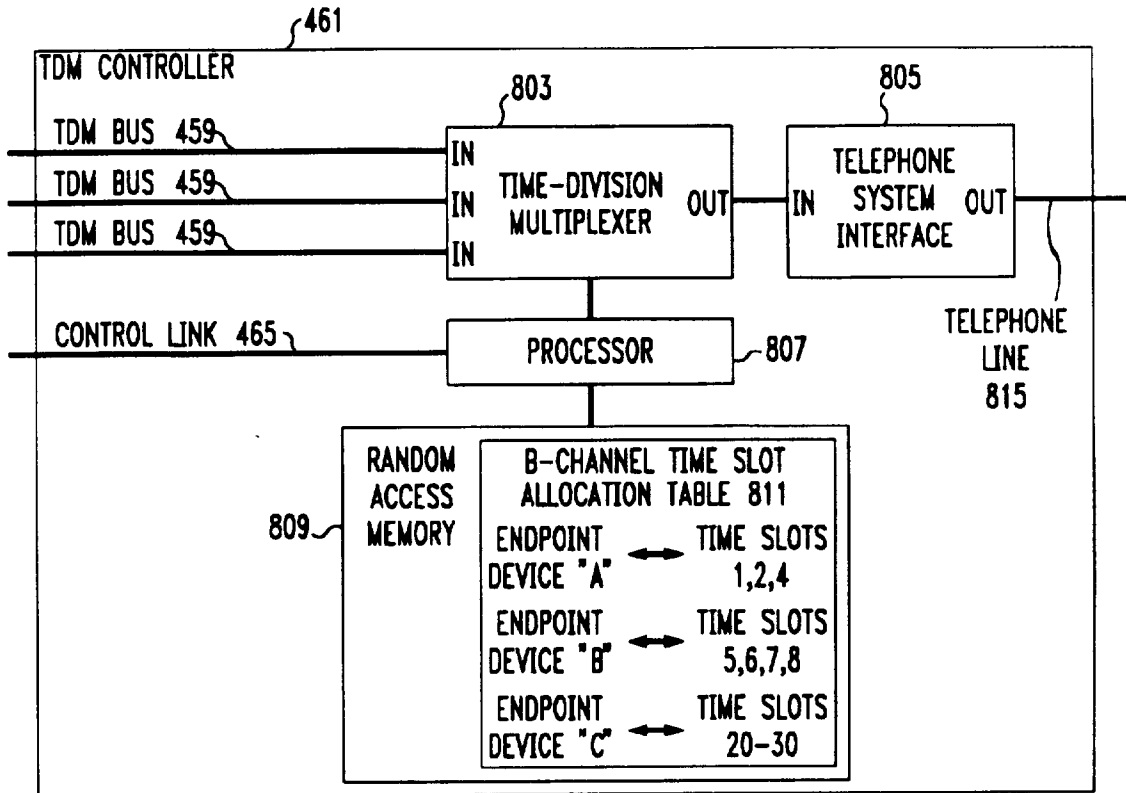 461
TDM CONTROLLER
803
805
TDM BUS 459
TDM BUS 459
TDM BUS 459
IN
IN
IN
TIME-DIVISION
MULTIPLEXER
OUT
IN
TELEPHONE
SYSTEM
INTERFACE
OUT
CONTROL LINK 465
PROCESSOR
807
TELEPHONE
LINE
815
809
RANDOM
ACCESS
MEMORY
B-CHANNEL TIME SLOT
ALLOCATION TABLE 811
ENDPOINT
DEVICE "A"
TIME SLOTS
1,2,4
ENDPOINT
DEVICE "B"
TIME SLOTS
5,6,7,8
ENDPOINT
DEVICE "C"
TIME SLOTS
20-30